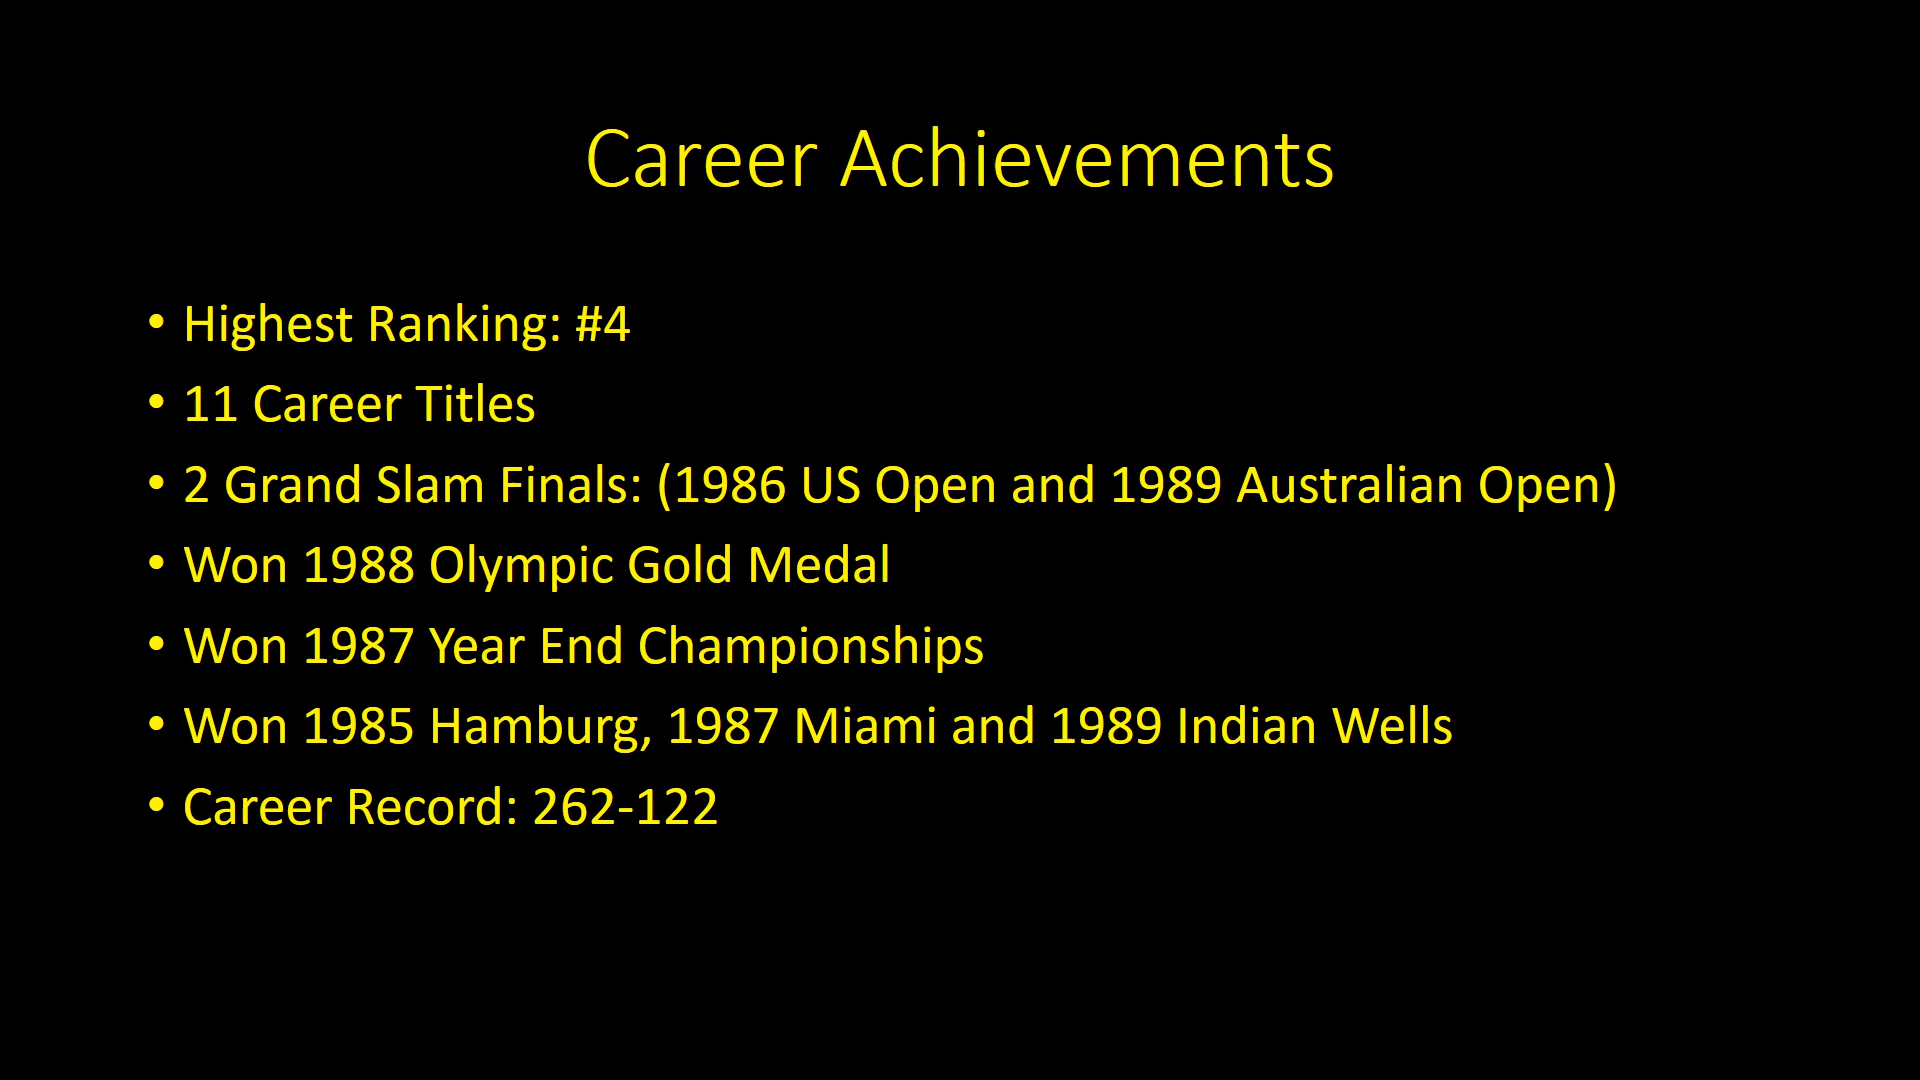 Career Achievements
• Highest Ranking: #4
• 11 Career Titles
• 2 Grand Slam Finals: (1986 US Open and 1989 Australian Open)
• Won 1988 Olympic Gold Medal
• Won 1987 Year End Championships
• Won 1985 Hamburg, 1987 Miami and 1989 Indian Wells
• Career Record: 262-122